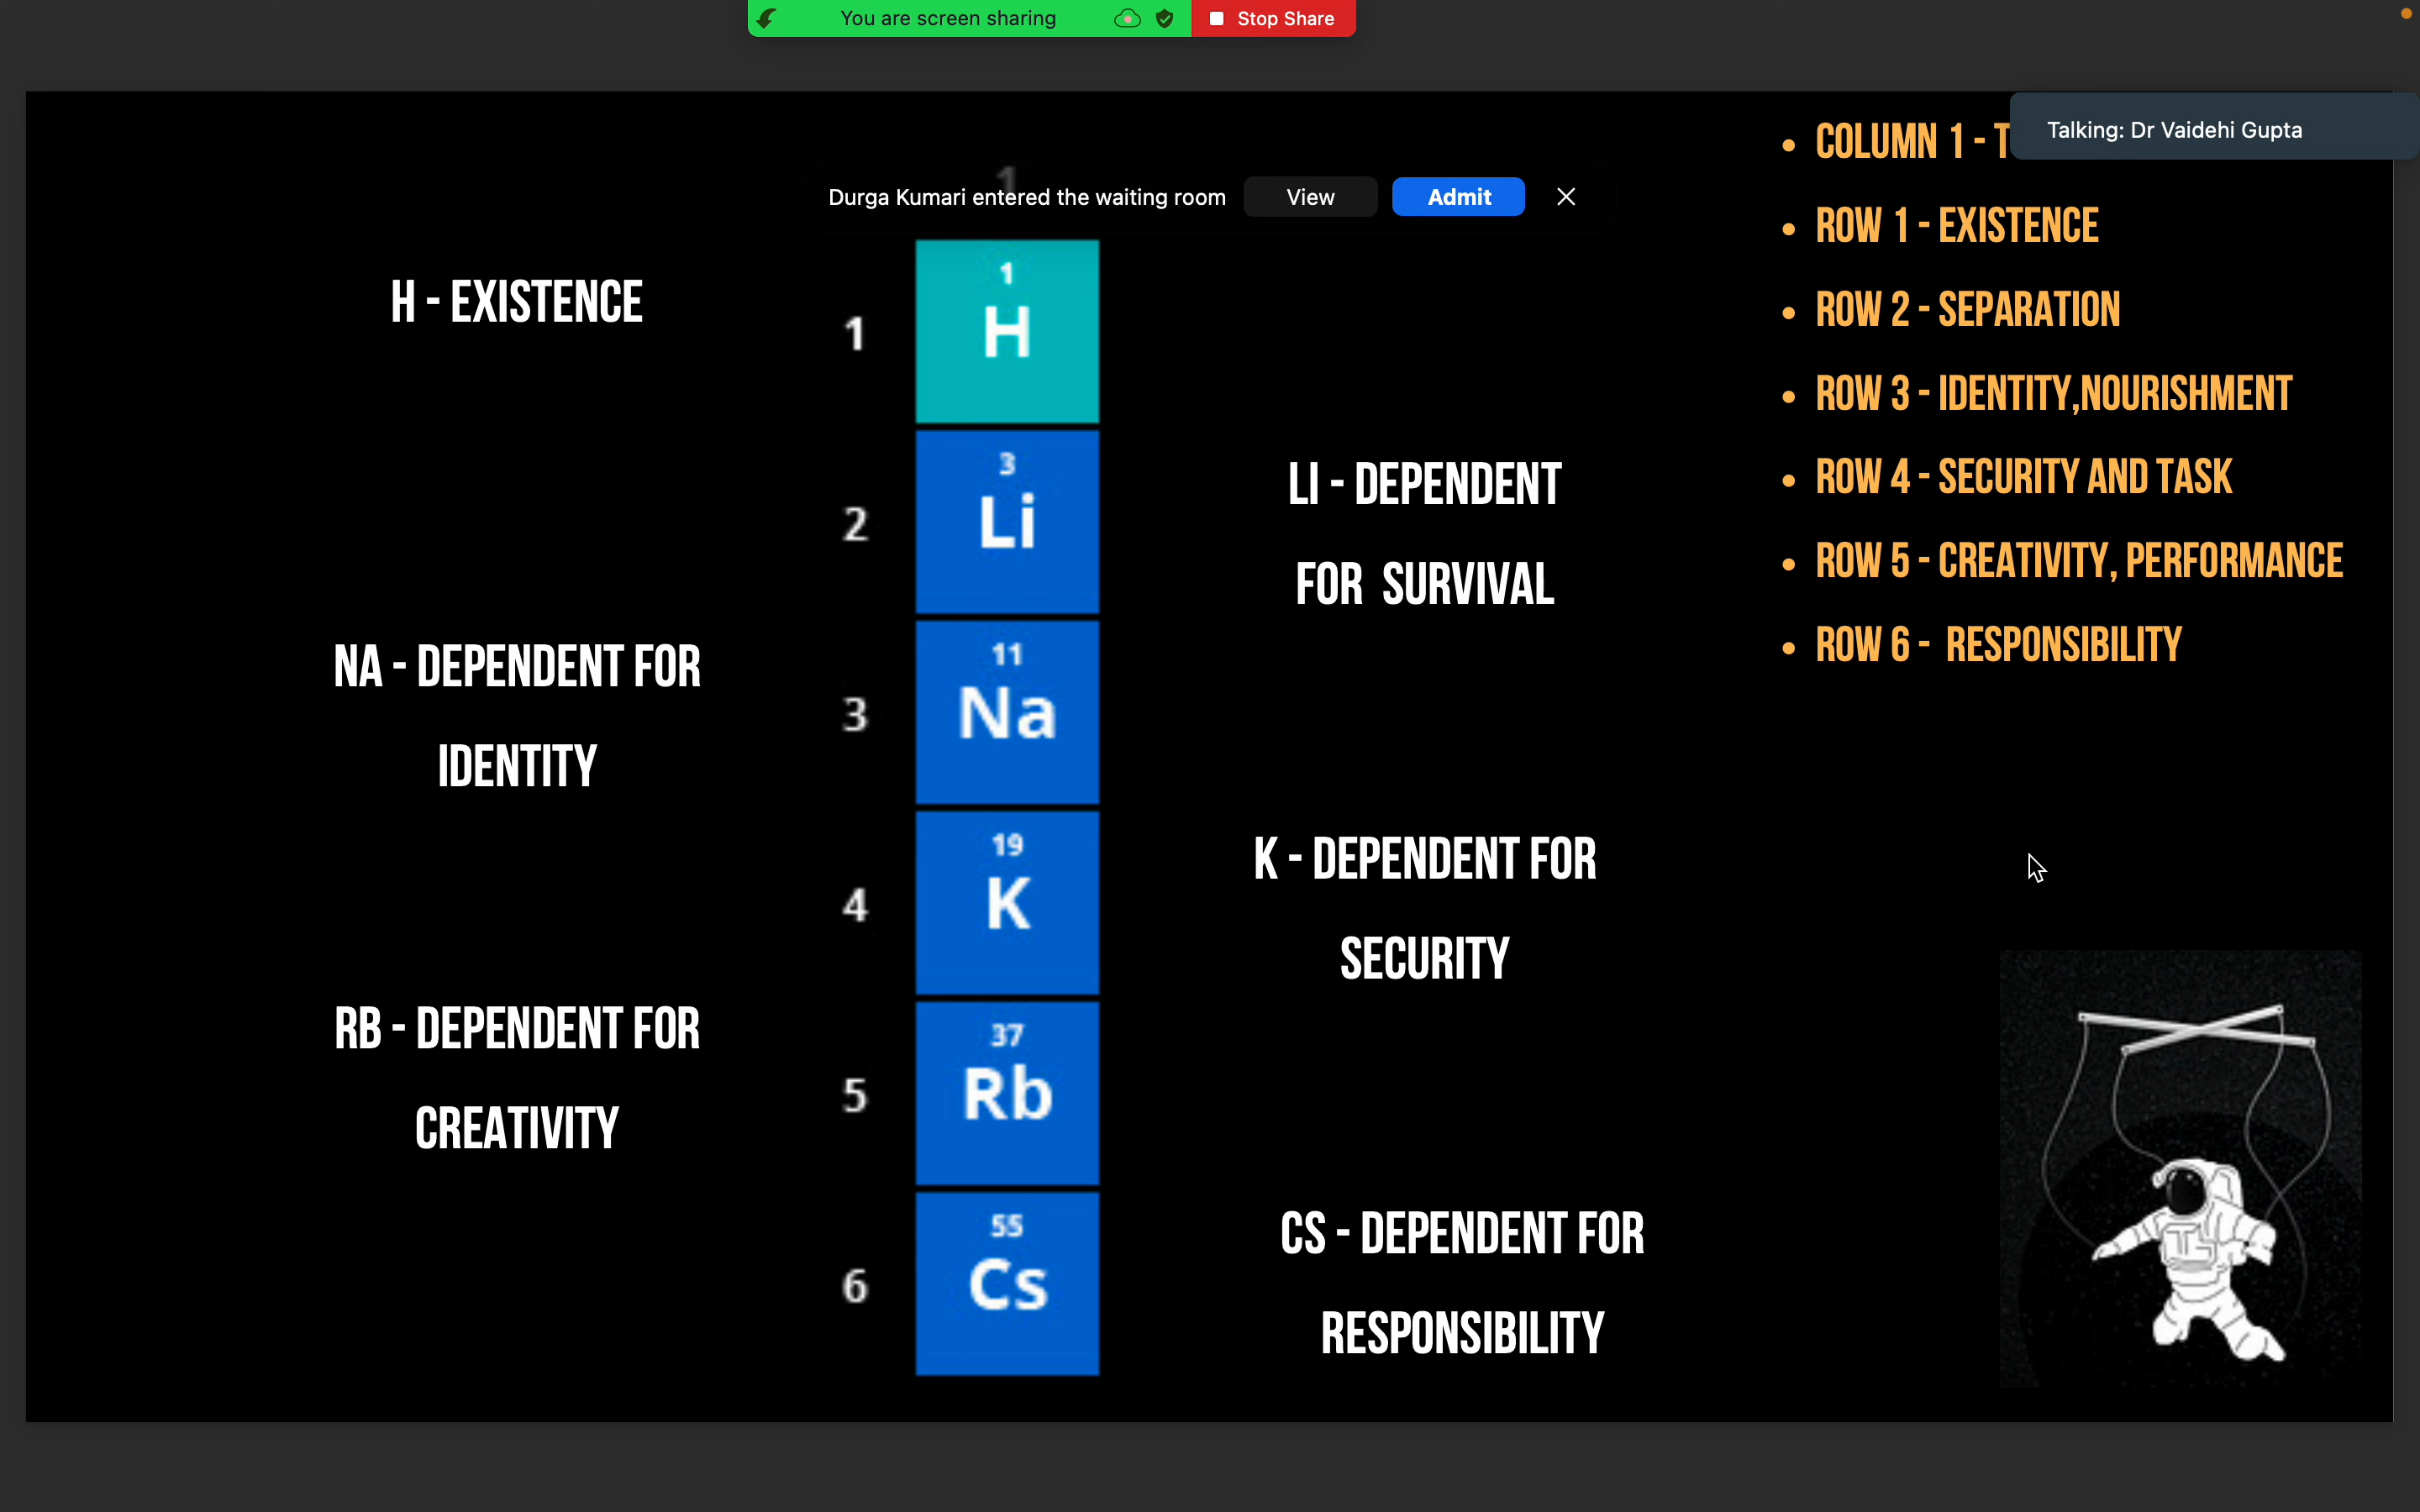 You are screen sharing
Stop Share
Talking: Dr Vaidehi Gupta
Durga Kumari entered the waiting room
View
Admit
1
H - EXISTENCE
1
1
H
2
3
Li
LI - DEPENDENT
FOR SURVIVAL
NA - DEPENDENT FOR
IDENTITY
3
11
Na
4
19
K
K - DEPENDENT FOR
SECURITY
RB - DEPENDENT FOR
CREATIVITY
5
37
Rb
6
55
Cs
CS - DEPENDENT FOR
RESPONSIBILITY
• COLUMN 1 - T
• ROW 1 - EXISTENCE
• ROW 2 - SEPARATION
• ROW 3 - IDENTITY,NOURISHMENT
• ROW 4 - SECURITY AND TASK
• ROW 5 - CREATIVITY, PERFORMANCE
• ROW 6 - RESPONSIBILITY